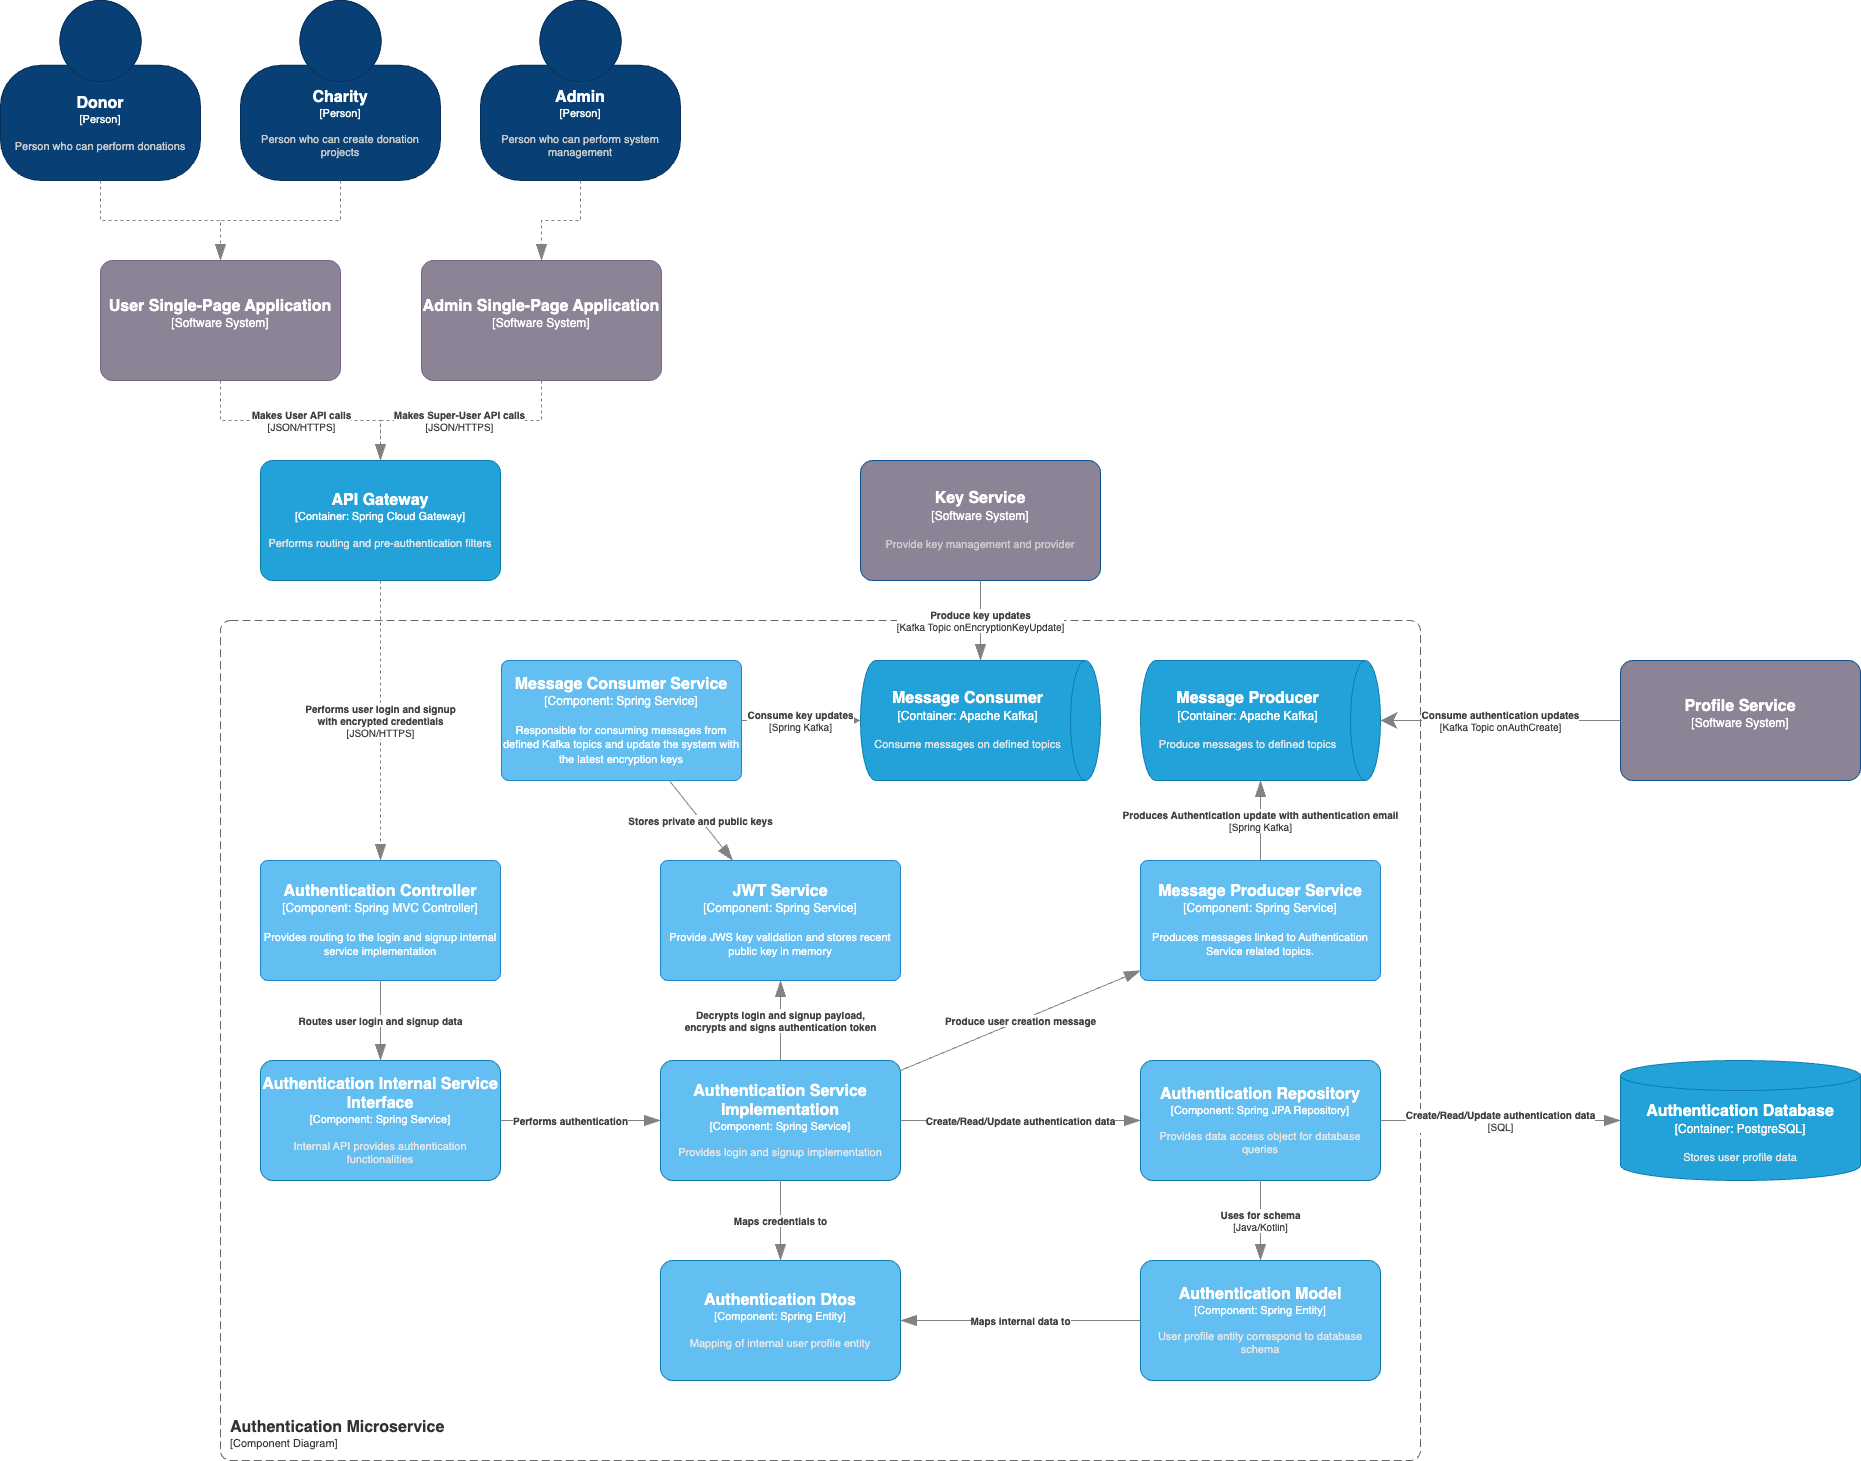 Donor
[Person]
Person who can perform donations
Charity
[Person]
Person who can create donation
projects
Admin
[Person]
Person who can perform system
management
User Single-Page Application
[Software System]
Admin Single-Page Application
[Software System]
Makes User API calls
[JSON/HTTPS]
Makes Super-User API calls
[JSON/HTTPS]
API Gateway
[Container: Spring Cloud Gateway]
Performs routing and pre-authentication filters
Key Service
[Software System]
Provide key management and provider
Produce key updates
[Kafka Topic onEncryptionKeyUpdate]
Message Consumer Service
[Component: Spring Service]
Responsible for consuming messages from
defined Kafka topics and update the system with
the latest encryption keys
Consume key updates
[Spring Kafka]
Message Consumer
[Container: Apache Kafka]
Consume messages on defined topics
Message Producer
[Container: Apache Kafka]
Produce messages to defined topics
Consume authentication updates
[Kafka Topic onAuthCreate]
Profile Service
[Software System]
Performs user login and signup
with encrypted credentials
[JSON/HTTPS]
Stores private and public keys
Produces Authentication update with authentication email
[Spring Kafka]
Authentication Controller
[Component: Spring MVC Controller]
Provides routing to the login and signup internal
service implementation
JWT Service
[Component: Spring Service]
Provide JWS key validation and stores recent
public key in memory
Message Producer Service
[Component: Spring Service]
Produces messages linked to Authentication
Service related topics.
Routes user login and signup data
Decrypts login and signup payload,
encrypts and signs authentication token
Produce user creation message
Authentication Internal Service
Interface
[Component: Spring Service]
Internal API provides authentication
functionalities
Performs authentication
Authentication Service
Implementation
[Component: Spring Service]
Provides login and signup implementation
Create/Read/Update authentication data
Authentication Repository
[Component: Spring JPA Repository]
Provides data access object for database
queries
Create/Read/Update authentication data
[SQL]
Authentication Database
[Container: PostgreSQL]
Stores user profile data
Maps credentials to
Uses for schema
[Java/Kotlin]
Authentication Dtos
[Component: Spring Entity]
Mapping of internal user profile entity
Maps internal data to
Authentication Model
[Component: Spring Entity]
User profile entity correspond to database
schema
Authentication Microservice
[Component Diagram]